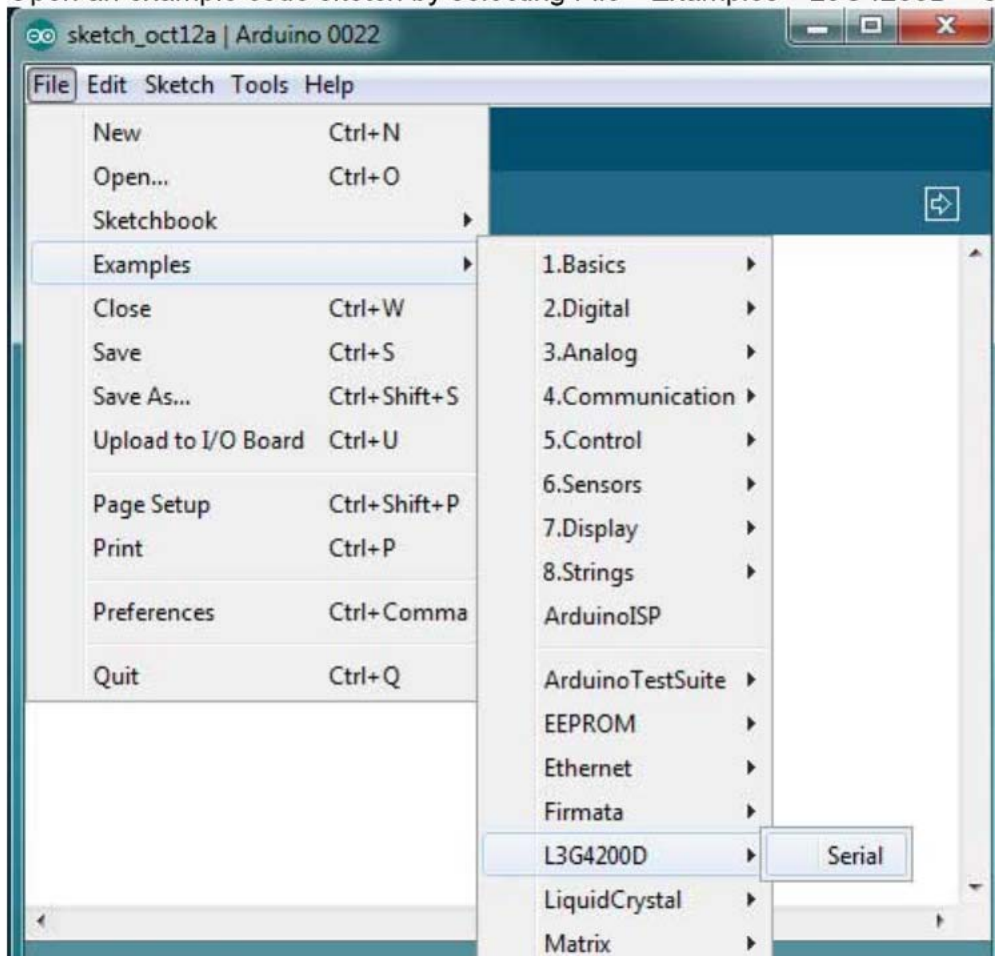 sketch_oct12a | Arduino 0022
File Edit Sketch Tools Help
New Ctrl+N
Open... Ctrl+O
Sketchbook
Examples
Close Ctrl+W
Save Ctrl+S
Save As... Ctrl+Shift+S
Upload to I/O Board Ctrl+U
Page Setup Ctrl+Shift+P
Print Ctrl+P
Preferences Ctrl+Comma
Quit Ctrl+Q
1.Basics
2.Digital
3.Analog
4.Communication
5.Control
6.Sensors
7.Display
8.Strings
ArduinoISP
ArduinoTestSuite
EEPROM
Ethernet
Firmata
L3G4200D
LiquidCrystal
Matrix
Serial